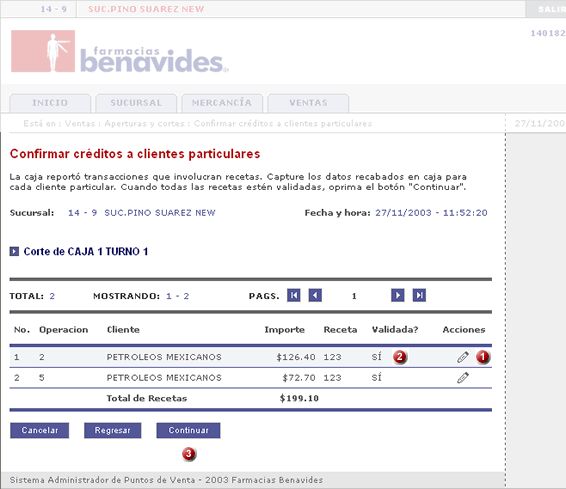 14 - 9 SUC.PINO SUAREZ NEW SALIR
140182
farmacias
benavides
INICIO SUCURSAL MERCANCÍA VENTAS
Está en : Ventas : Aperturas y cortes : Confirmar créditos a clientes particulares 27/11/200
Confirmar créditos a clientes particulares
La caja reportó transacciones que involucran recetas. Capture los datos recabados en caja para
cada cliente particular. Cuando todas las recetas estén validadas, oprima el botón "Continuar".
Sucursal: 14 - 9 SUC.PINO SUAREZ NEW Fecha y hora: 27/11/2003 - 11:52:20
Corte de CAJA 1 TURNO 1
TOTAL: 2 MOSTRANDO: 1 - 2 PAGS. 1
No. Operacion Cliente Importe Receta Validada? Acciones
1 2 PETROLEOS MEXICANOS $126.40 123 SÍ 2 1
2 5 PETROLEOS MEXICANOS $72.70 123 SÍ
Total de Recetas $199.10
Cancelar Regresar Continuar
3
Sistema Administrador de Puntos de Venta - 2003 Farmacias Benavides